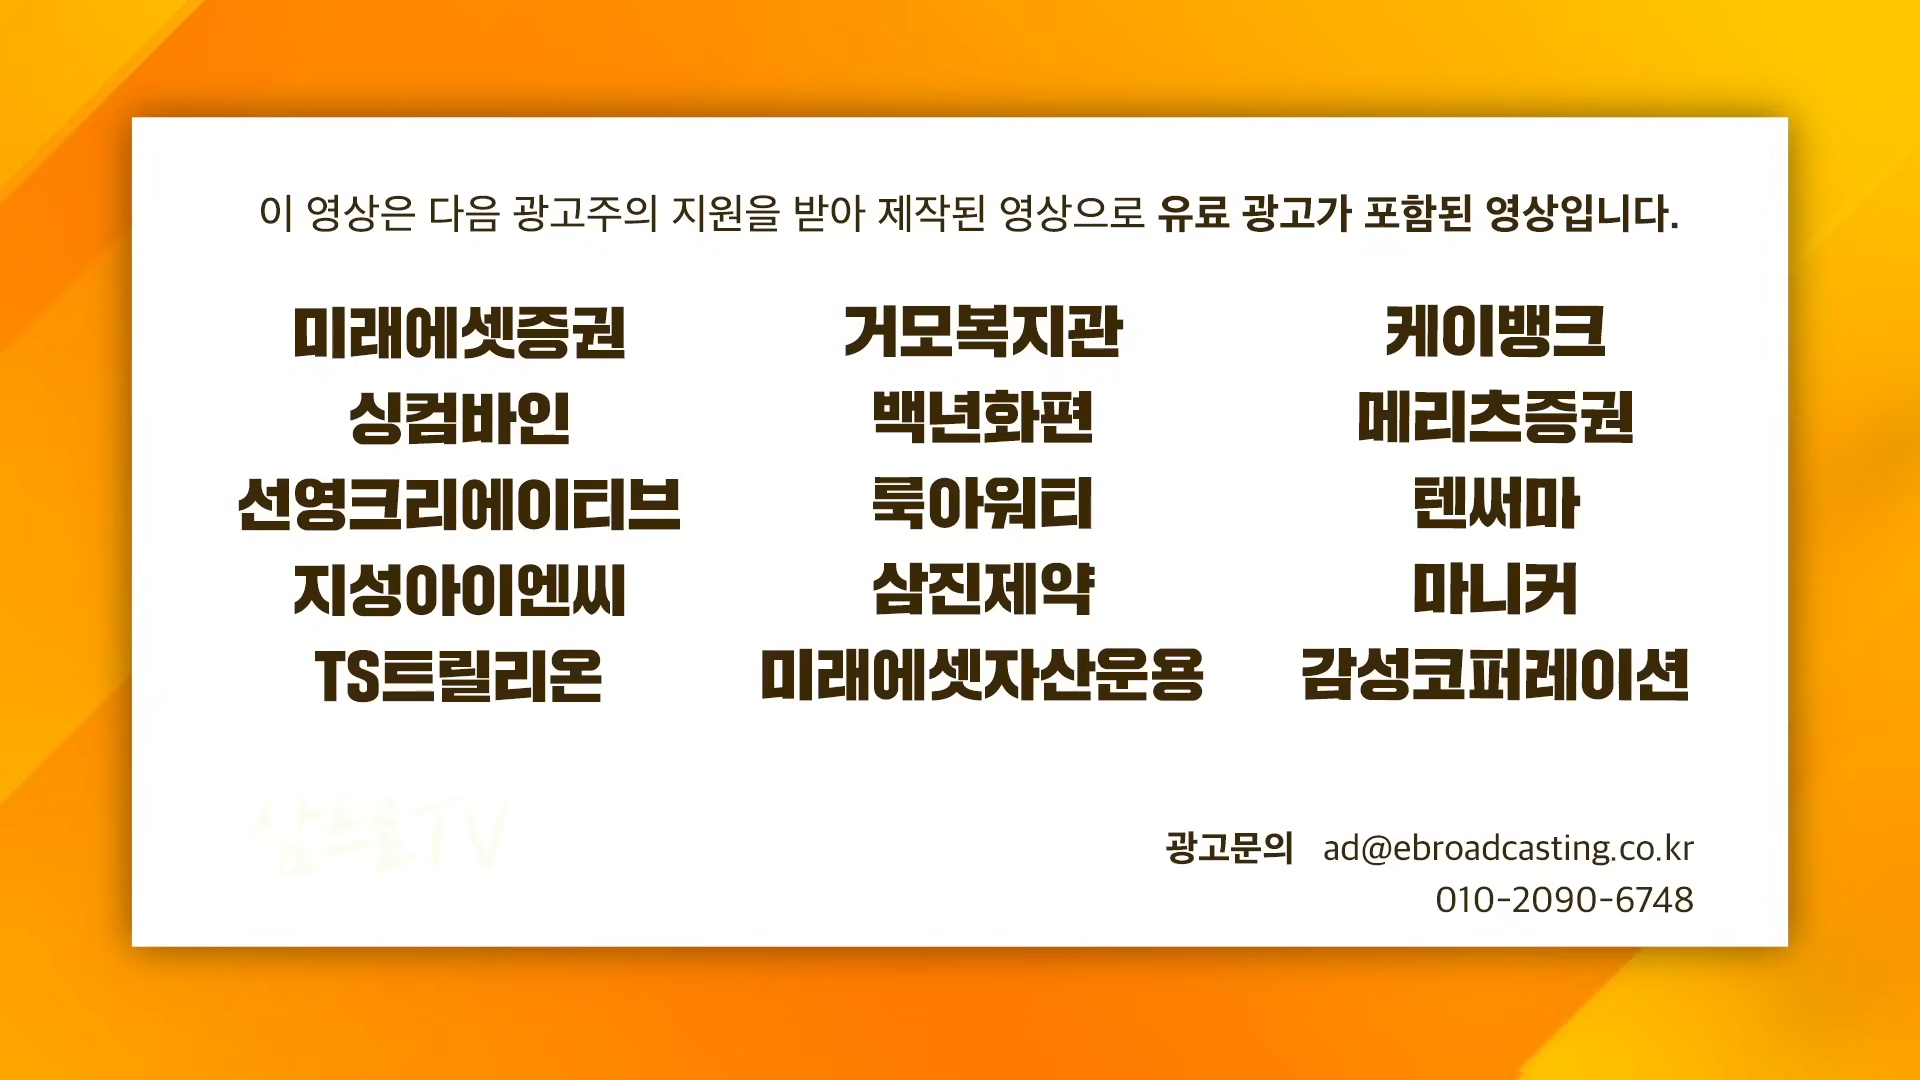 이 영상은 다음 광고주의 지원을 받아 제작된 영상으로 유료 광고가 포함된 영상입니다.
미래에셋증권 거모복지관 케이뱅크
싱컴바인 백년화편 메리츠증권
선영크리에이티브 룩아워티 텐써마
지성아이엔씨 삼진제약 마니커
TS트릴리온 미래에셋자산운용 감성코퍼레이션
삼프로TV
광고문의 ad@ebroadcasting.co.kr
010-2090-6748